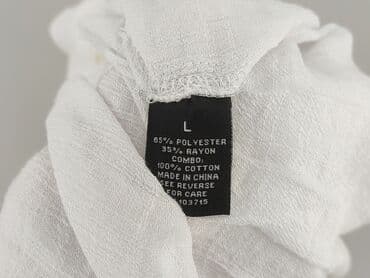 L
65% POLYESTER
35% RAYON
COMBO:
100% COTTON
MADE IN CHINA
SEE REVERSE
FOR CARE
103715